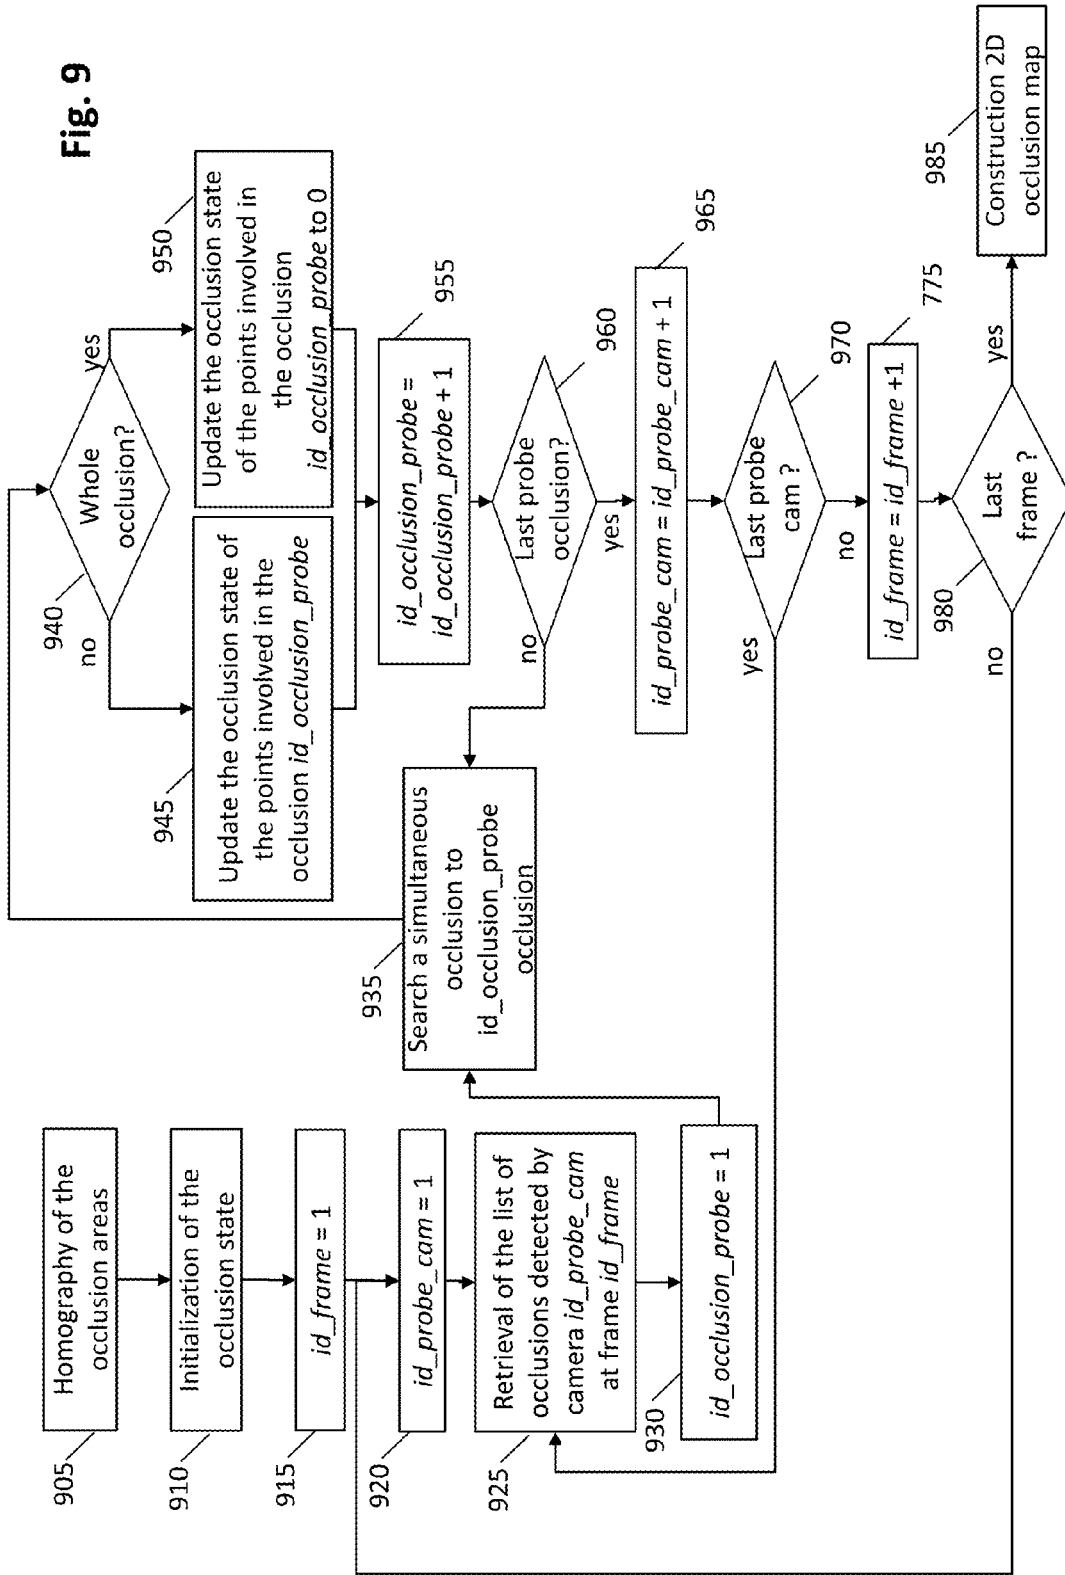 Fig. 9
905
Homography of the
occlusion areas
910
Initialization of the
occlusion state
915
id_frame = 1
920
id_probe_cam = 1
925
Retrieval of the list of
occlusions detected by
camera id_probe_cam
at frame id_frame
930
id_occlusion_probe = 1
935
Search a simultaneous
occlusion to
id_occlusion_probe
occlusion
940
Whole
occlusion?
no
yes
945
Update the occlusion state of
the points involved in the
occlusion id_occlusion_probe
950
Update the occlusion state
of the points involved in
the occlusion
id_occlusion_probe to 0
955
id_occlusion_probe =
id_occlusion_probe + 1
960
Last probe
occlusion?
no
yes
965
id_probe_cam = id_probe_cam + 1
970
Last probe
cam ?
yes
no
775
id_frame = id_frame +1
980
Last
frame ?
no
yes
985
Construction 2D
occlusion map